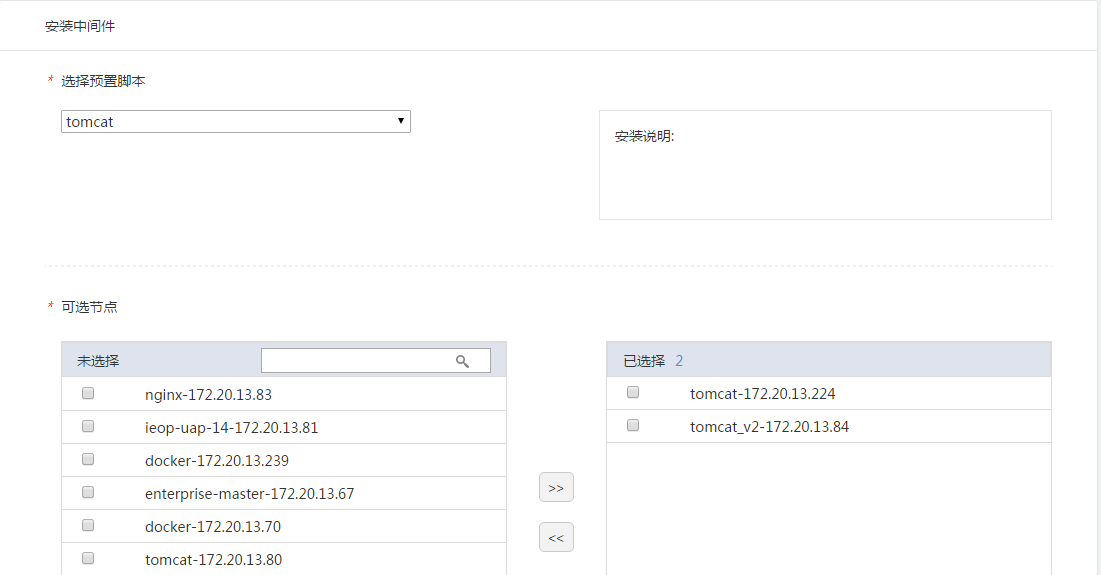 安装中间件
* 选择预置脚本
tomcat
安装说明:
* 可选节点
未选择
nginx-172.20.13.83
ieop-uap-14-172.20.13.81
docker-172.20.13.239
enterprise-master-172.20.13.67
docker-172.20.13.70
tomcat-172.20.13.80
>>
<<
已选择 2
tomcat-172.20.13.224
tomcat_v2-172.20.13.84